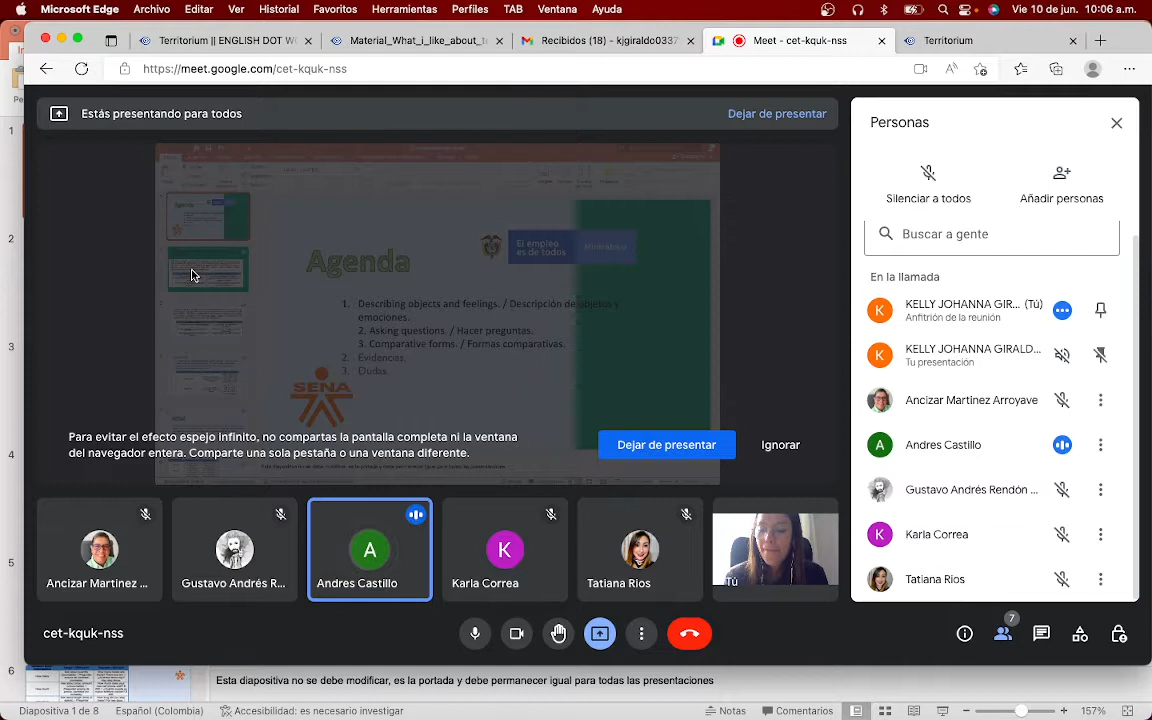 Microsoft Edge Archivo Editar Ver Historial Favoritos Herramientas Perfiles TAB Ventana Ayuda Vie 10 de jun. 10:06 a.m.
Territorium || ENGLISH DOT W
Material_What_i_like_about_t
Recibidos (18) - kjgiraldo0337
Meet - cet-kquk-nss
Territorium
https://meet.google.com/cet-kquk-nss
Estás presentando para todos
Dejar de presentar
Agenda
El empleo
es de todos
1. Describing objects and feelings. / Descripción de objetos y
emociones.
2. Asking questions. / Hacer preguntas.
3. Comparative forms. / Formas comparativas.
2. Evidencias.
3. Dudas.
SENA
Para evitar el efecto espejo infinito, no compartas la pantalla completa ni la ventana
del navegador entera. Comparte una sola pestaña o una ventana diferente.
Dejar de presentar
Ignorar
Ancizar Martinez ...
Gustavo Andrés R...
A
Andres Castillo
K
Karla Correa
Tatiana Rios
Tú
cet-kquk-nss
Personas
Silenciar a todos
Añadir personas
Buscar a gente
En la llamada
K
KELLY JOHANNA GIR... (Tú)
Anfitrión de la reunión
K
KELLY JOHANNA GIRALD...
Tu presentación
Ancizar Martinez Arroyave
A
Andres Castillo
Gustavo Andrés Rendón ...
K
Karla Correa
Tatiana Rios
7
1
2
3
4
5
6
Esta diapositiva no se debe modificar, es la portada y debe permanecer igual para todas las presentaciones
Diapositiva 1 de 8 Español (Colombia) Accesibilidad: es necesario investigar Notas Comentarios 157%